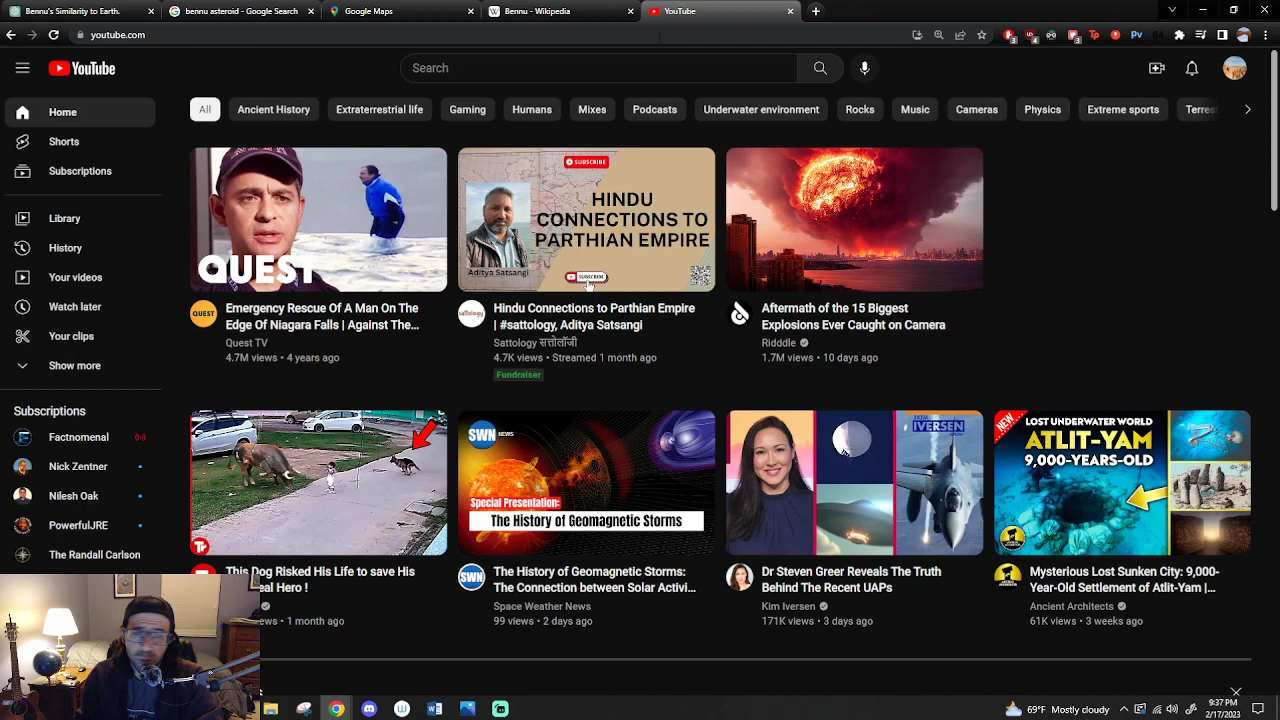 Bennu's Similarity to Earth.
bennu asteroid - Google Search
Google Maps
Bennu - Wikipedia
YouTube
youtube.com
YouTube
Search
All
Ancient History
Extraterrestrial life
Gaming
Humans
Mixes
Podcasts
Underwater environment
Rocks
Music
Cameras
Physics
Extreme sports
Terrest
Home
Shorts
Subscriptions
Library
History
Your videos
Watch later
Your clips
Show more
Subscriptions
Factnomenal
Nik Zenner
Nilesh Oak
PowerfulJRE
The Randall Carlson
QUEST
QUEST
Emergency Rescue Of A Man On The
Edge Of Niagara Falls | Against The...
Quest TV
4.7M views • 4 years ago
SUBSCRIBE
HINDU
CONNECTIONS TO
PARTHIAN EMPIRE
Aditya Satsangi
SUBSCRIBE
sattology
Hindu Connections to Parthian Empire
| #sattology, Aditya Satsangi
Sattology सत्तोलॉजी
4.7K views • Streamed 1 month ago
Fundraiser
Aftermath of the 15 Biggest
Explosions Ever Caught on Camera
Ridddle
1.7M views • 10 days ago
This Dog Risked His Life to save His
eal Hero !
ews • 1 month ago
SWN NEWS
Special Presentation:
The History of Geomagnetic Storms
SWN
The History of Geomagnetic Storms:
The Connection between Solar Activi...
Space Weather News
99 views • 2 days ago
KIM
IVERSEN
Dr Steven Greer Reveals The Truth
Behind The Recent UAPs
Kim Iversen
171K views • 3 days ago
NEW
LOST UNDERWATER WORLD
ATLIT-YAM
9,000-YEARS-OLD
Mysterious Lost Sunken City: 9,000-
Year-Old Settlement of Atlit-Yam |...
Ancient Architects
61K views • 3 weeks ago
69°F Mostly cloudy
9:37 PM
2/17/2023